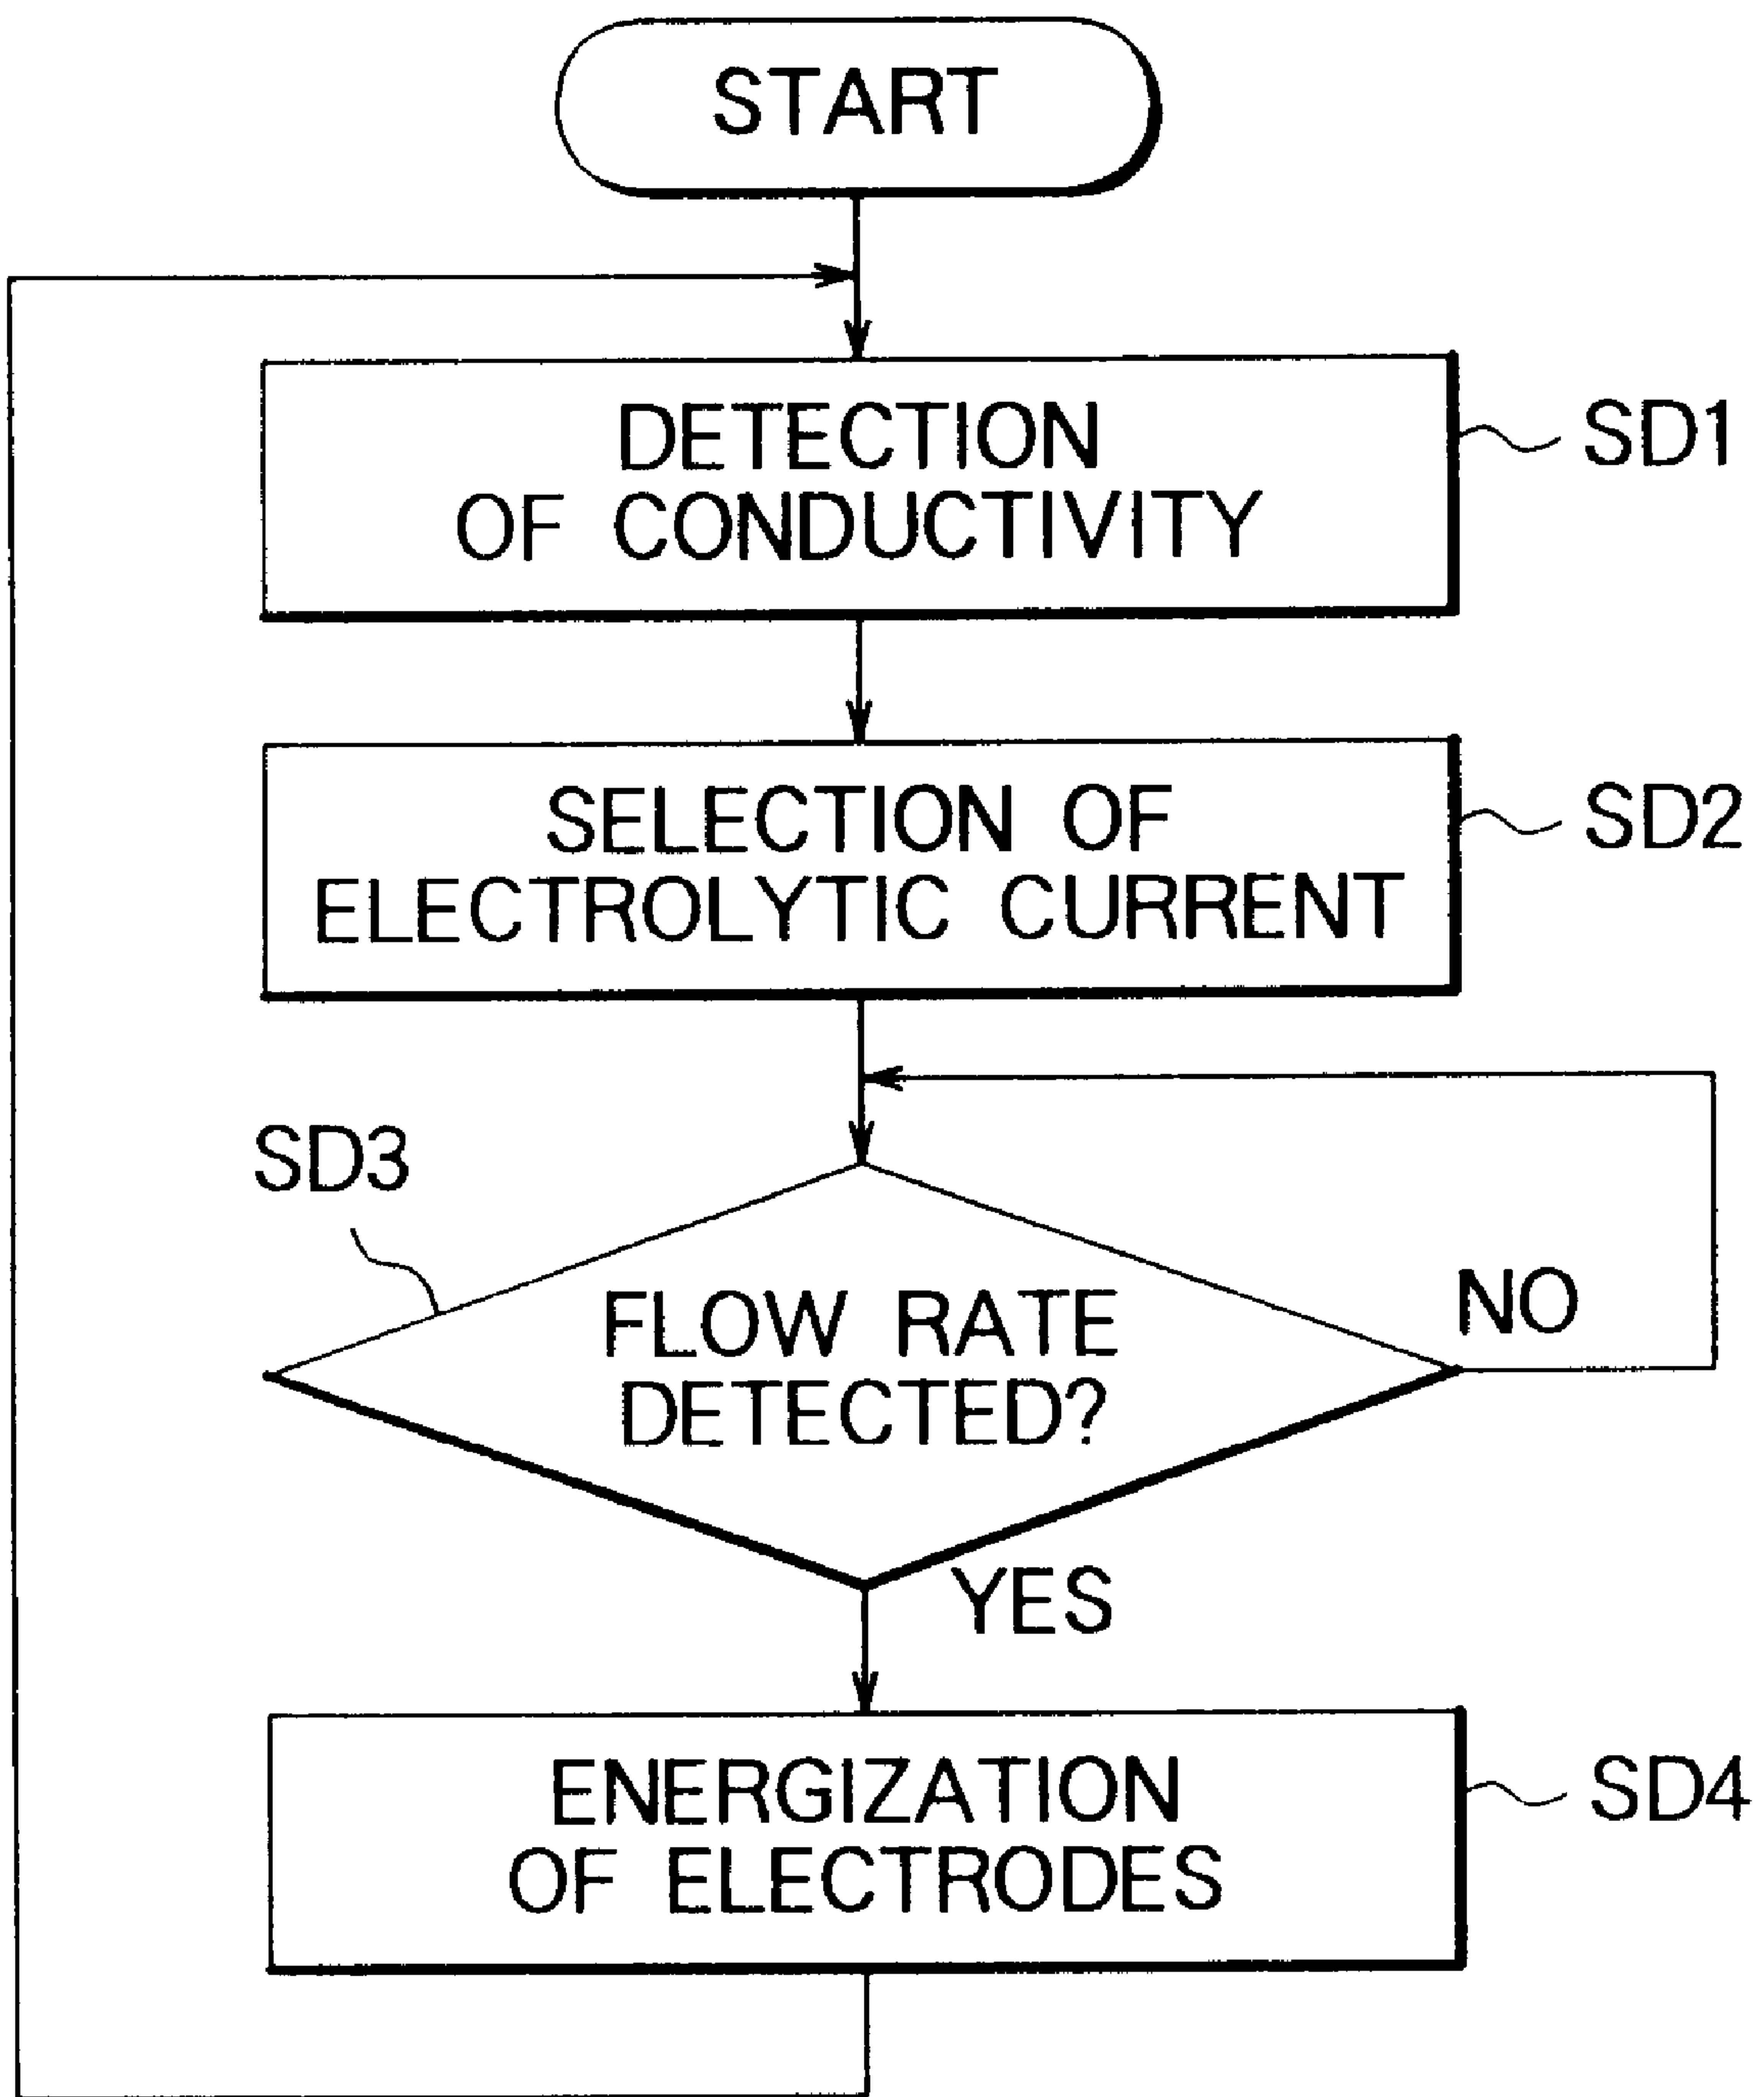 START
DETECTION
OF CONDUCTIVITY
SD1
SELECTION OF
ELECTROLYTIC CURRENT
SD2
SD3
FLOW RATE
DETECTED?
NO
YES
ENERGIZATION
OF ELECTRODES
SD4